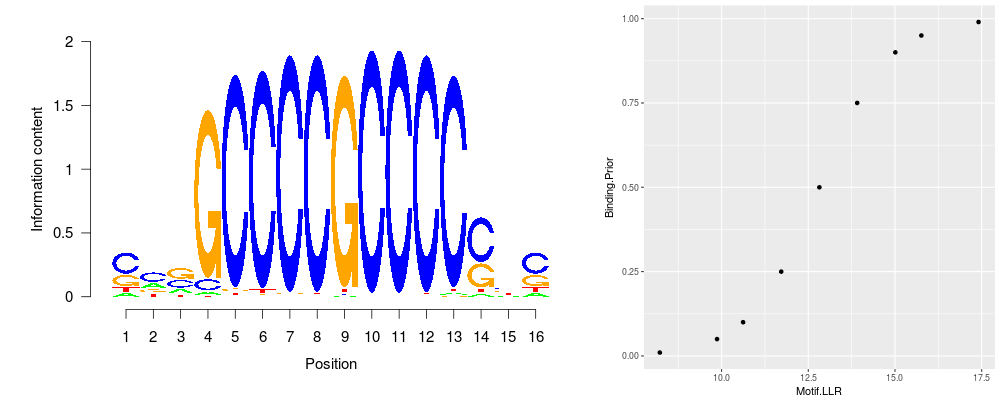 2
1.5
1
0.5
0
Information content
C G T A
C A T
G C T A
G C
C
C
C
C
G
C
C
C
C
C G
C G T A
1 2 3 4 5 6 7 8 9 10 11 12 13 14 15 16
Position
1.00
0.75
0.50
0.25
0.00
Binding.Prior
10.0 12.5 15.0 17.5
Motif.LLR